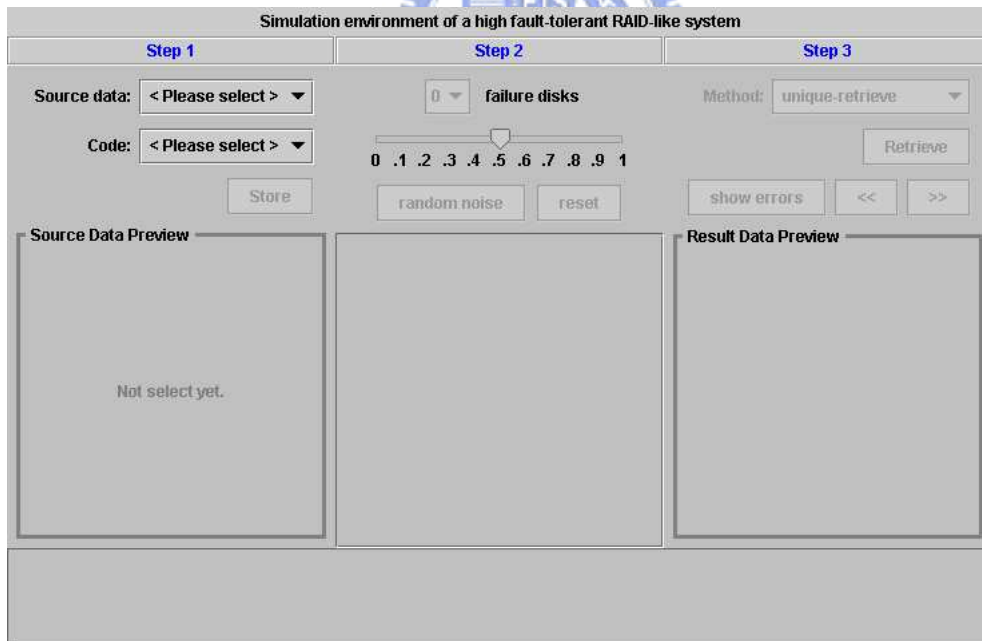 Simulation environment of a high fault-tolerant RAID-like system
Step 1
Step 2
Step 3
Source data: < Please select >
Code: < Please select >
Store
0 failure disks
0 .1 .2 .3 .4 .5 .6 .7 .8 .9 1
random noise reset
Method: unique-retrieve
Retrieve
show errors << >>
Source Data Preview
Not select yet.
Result Data Preview